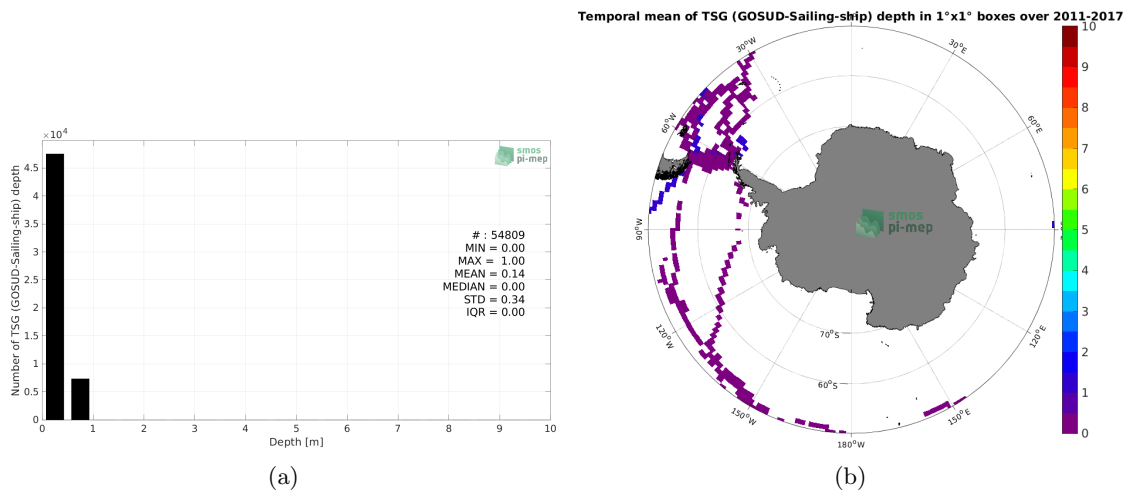 Temporal mean of TSG (GOSUD-Sailing-ship) depth in 1°x1° boxes over 2011-2017
×10⁴
4.5
4
3.5
3
2.5
2
1.5
1
0.5
0
Number of TSG (GOSUD-Sailing-ship) depth
smos
pi-mep
# : 54809
MIN = 0.00
MAX = 1.00
MEAN = 0.14
MEDIAN = 0.00
STD = 0.34
IQR = 0.00
0 1 2 3 4 5 6 7 8 9 10
Depth [m]
30°W
30°E
60°W
60°E
90°W
120°W
120°E
150°W
150°E
180°W
70°S
60°S
smos
pi-mep
10
9
8
7
6
5
4
3
2
1
0
(a)
(b)